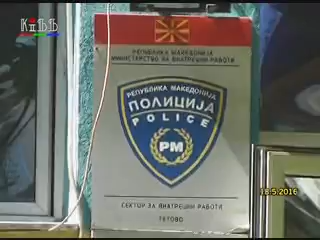 КІЅЅ
РЕПУБЛИКА МАКЕДОНИЈА
МИНИСТЕРСТВО ЗА ВНАТРЕШНИ РАБОТИ
РЕПУБЛИКА МАКЕДОНИЈА
ПОЛИЦИЈА
POLICE
РМ
СЕКТОР ЗА ВНАТРЕШНИ РАБОТИ
ТЕТОВО
18.5.2016